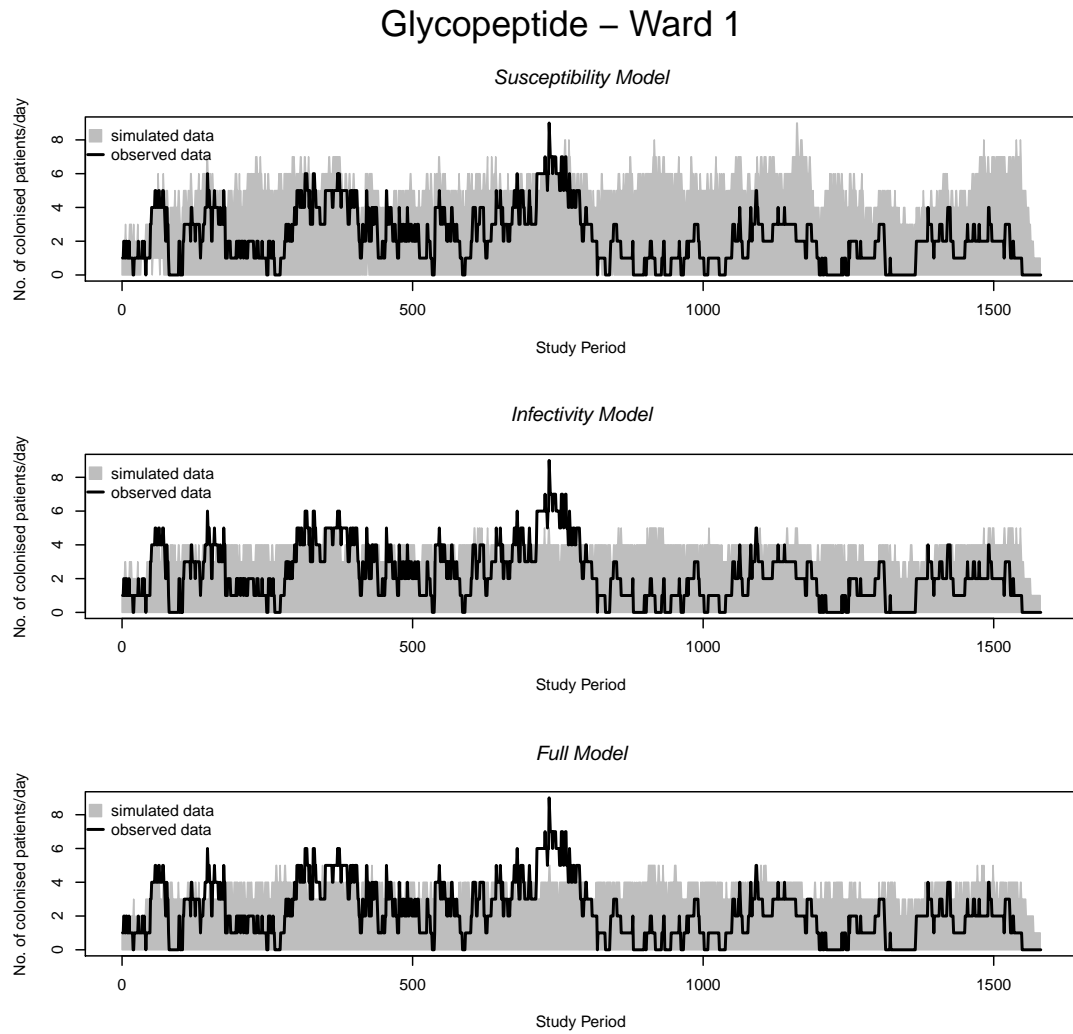 Glycopeptide – Ward 1
Susceptibility Model
No. of colonised patients/day
8
6
4
2
0
simulated data
observed data
0 500 1000 1500
Study Period
Infectivity Model
No. of colonised patients/day
8
6
4
2
0
simulated data
observed data
0 500 1000 1500
Study Period
Full Model
No. of colonised patients/day
8
6
4
2
0
simulated data
observed data
0 500 1000 1500
Study Period